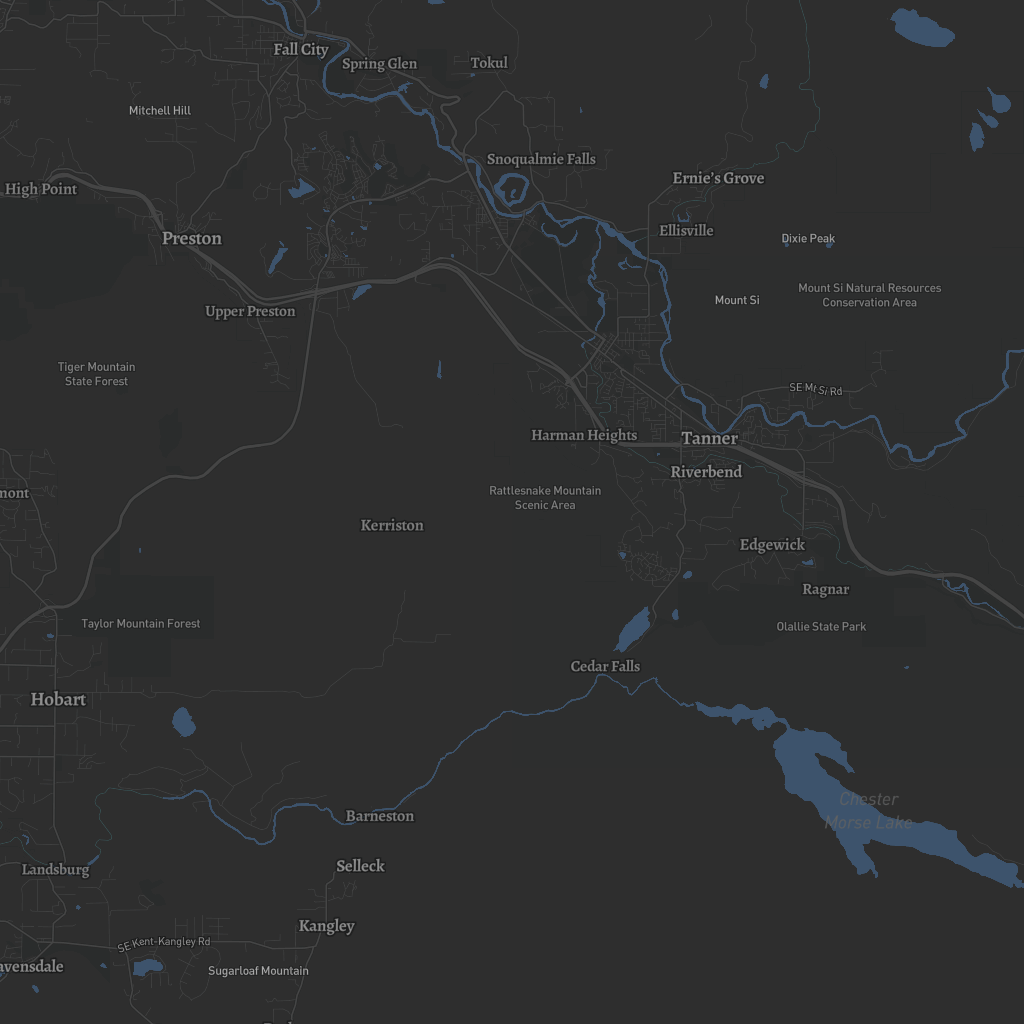 Fall City
Spring Glen
Tokul
Mitchell Hill
Snoqualmie Falls
High Point
Ernie's Grove
Preston
Ellisville
Dixie Peak
Mount Si
Mount Si Natural Resources
Conservation Area
Upper Preston
Tiger Mountain
State Forest
SE Mt Si Rd
Harman Heights
Tanner
Riverbend
mont
Rattlesnake Mountain
Scenic Area
Kerriston
Edgewick
Ragnar
Taylor Mountain Forest
Olallie State Park
Cedar Falls
Hobart
Chester
Morse Lake
Barneston
Landsburg
Selleck
Kangley
SE Kent-Kangley Rd
avensdale
Sugarloaf Mountain